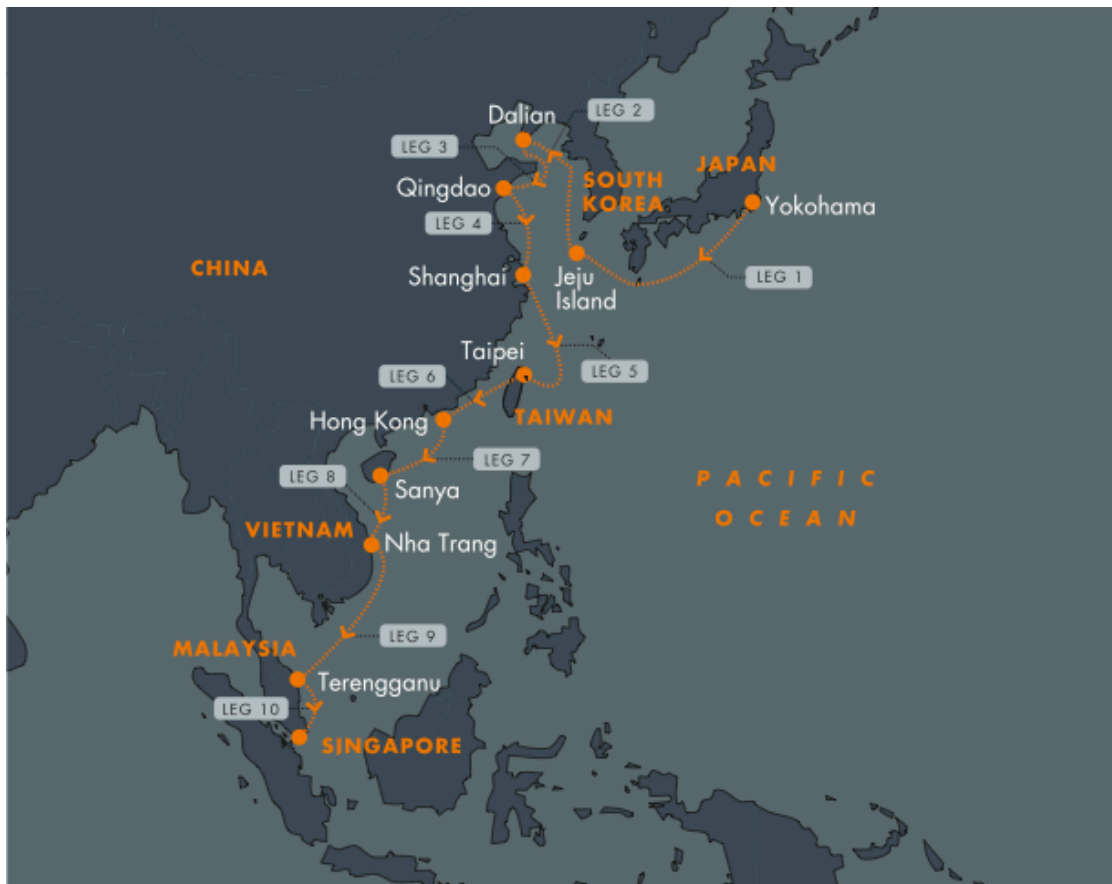 LEG 2
Dalian
LEG 3
JAPAN
SOUTH
KOREA
Qingdao
Yokohama
LEG 4
CHINA
Shanghai
Jeju
Island
LEG 1
Taipei
LEG 5
LEG 6
TAIWAN
Hong Kong
LEG 7
LEG 8
Sanya
PACIFIC
OCEAN
VIETNAM
Nha Trang
LEG 9
MALAYSIA
Terengganu
LEG 10
SINGAPORE